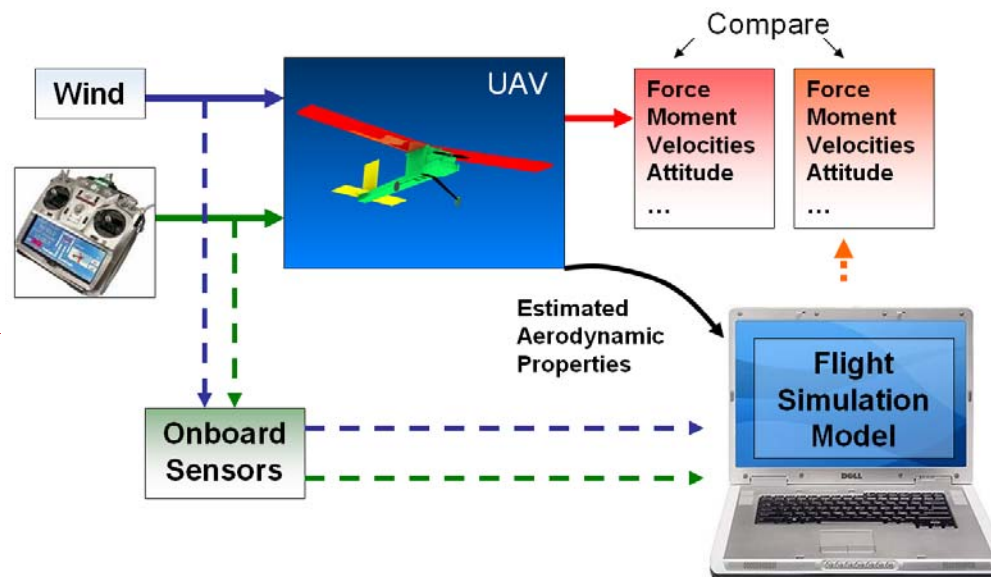 Compare
UAV
Wind
Force
Moment
Velocities
Attitude
...
Force
Moment
Velocities
Attitude
...
Estimated
Aerodynamic
Properties
Flight
Simulation
Model
Onboard
Sensors
DELL